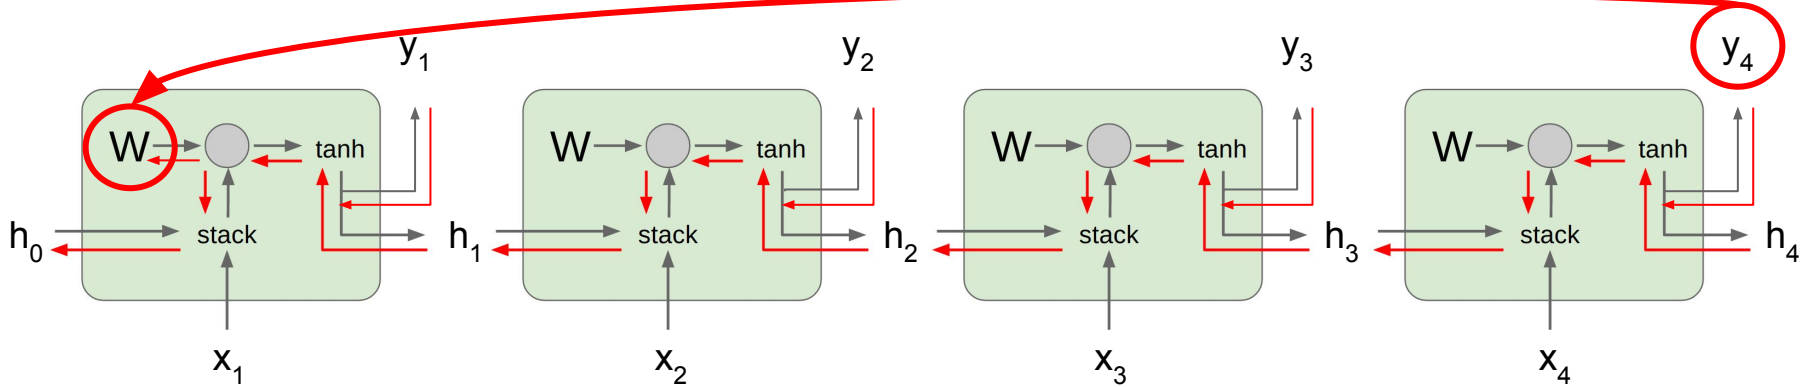 y₁ y₂ y₃ y₄
W tanh W tanh W tanh W tanh
h₀ stack h₁ stack h₂ stack h₃ stack h₄
x₁ x₂ x₃ x₄